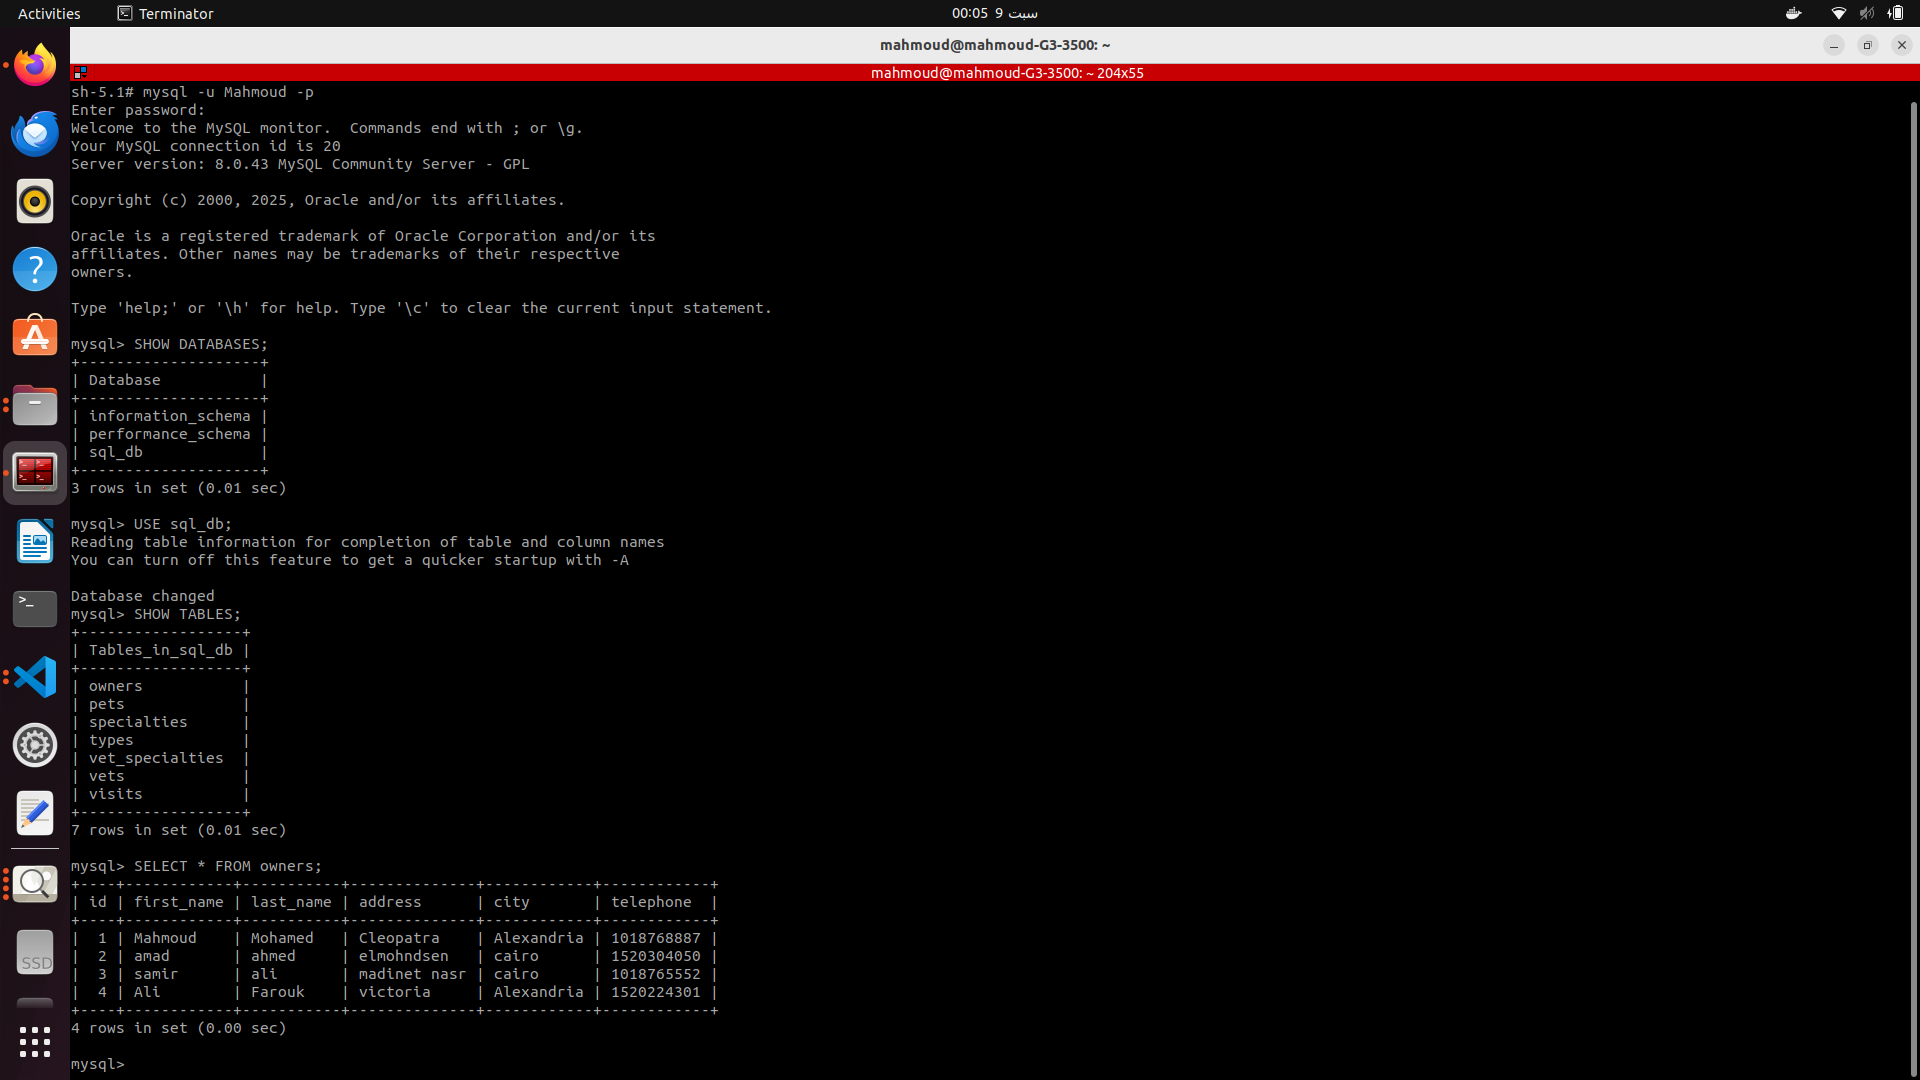 Activities
Terminator
سبت 9 00:05
mahmoud@mahmoud-G3-3500: ~
mahmoud@mahmoud-G3-3500: ~ 204x55
sh-5.1# mysql -u Mahmoud -p
Enter password:
Welcome to the MySQL monitor.  Commands end with ; or \g.
Your MySQL connection id is 20
Server version: 8.0.43 MySQL Community Server - GPL

Copyright (c) 2000, 2025, Oracle and/or its affiliates.

Oracle is a registered trademark of Oracle Corporation and/or its
affiliates. Other names may be trademarks of their respective
owners.

Type 'help;' or '\h' for help. Type '\c' to clear the current input statement.

mysql> SHOW DATABASES;
+--------------------+
| Database           |
+--------------------+
| information_schema |
| performance_schema |
| sql_db             |
+--------------------+
3 rows in set (0.01 sec)

mysql> USE sql_db;
Reading table information for completion of table and column names
You can turn off this feature to get a quicker startup with -A

Database changed
mysql> SHOW TABLES;
+------------------+
| Tables_in_sql_db |
+------------------+
| owners           |
| pets             |
| specialties      |
| types            |
| vet_specialties  |
| vets             |
| visits           |
+------------------+
7 rows in set (0.01 sec)

mysql> SELECT * FROM owners;
+----+------------+-----------+--------------+------------+------------+
| id | first_name | last_name | address      | city       | telephone  |
+----+------------+-----------+--------------+------------+------------+
|  1 | Mahmoud    | Mohamed   | Cleopatra    | Alexandria | 1018768887 |
|  2 | amad       | ahmed     | elmohndsen   | cairo      | 1520304050 |
|  3 | samir      | ali       | madinet nasr | cairo      | 1018765552 |
|  4 | Ali        | Farouk    | victoria     | Alexandria | 1520224301 |
+----+------------+-----------+--------------+------------+------------+
4 rows in set (0.00 sec)

mysql>
SSD